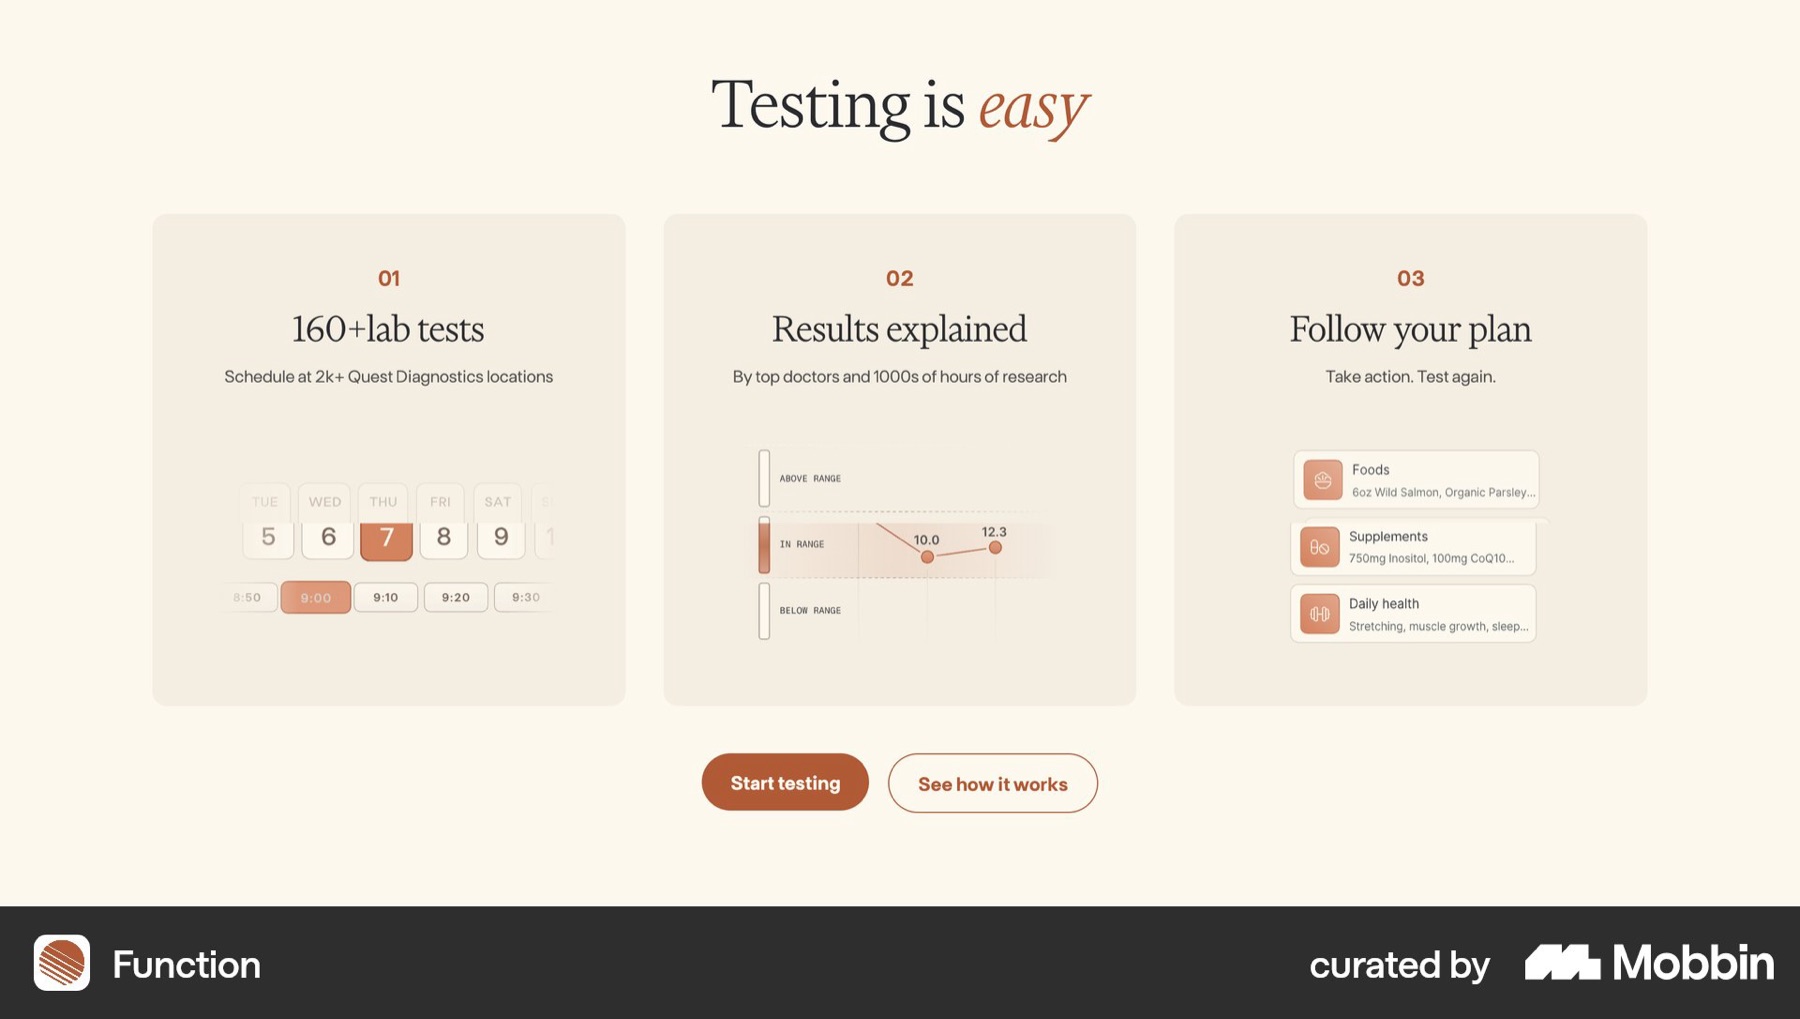 Testing is easy
01
160+lab tests
Schedule at 2k+ Quest Diagnostics locations
TUE WED THU FRI SAT
5 6 7 8 9
8:50 9:00 9:10 9:20 9:30
02
Results explained
By top doctors and 1000s of hours of research
ABOVE RANGE
IN RANGE
10.0
12.3
BELOW RANGE
03
Follow your plan
Take action. Test again.
Foods
6oz Wild Salmon, Organic Parsley...
Supplements
750mg Inositol, 100mg CoQ10...
Daily health
Stretching, muscle growth, sleep...
Start testing
See how it works
Function
curated by Mobbin